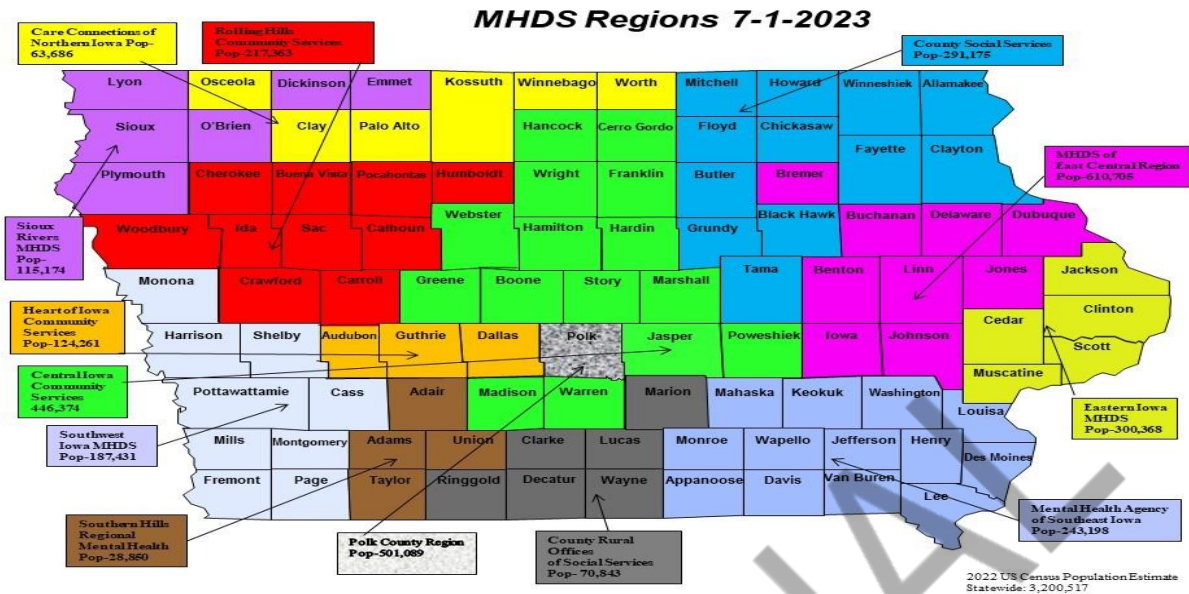 MHDS Regions 7-1-2023
Care Connections of
Northern Iowa Pop-
63,686
Rolling Hills
Community Services
Pop-217,363
County Social Services
Pop-291,175
Lyon
Osceola
Dickinson
Emmet
Kossuth
Winnebago
Worth
Mitchell
Howard
Winneshiek
Allamakee
Sioux
O'Brien
Clay
Palo Alto
Hancock
Cerro Gordo
Floyd
Chickasaw
Fayette
Clayton
MHDS of
East Central Region
Pop-610,705
Plymouth
Cherokee
Buena Vista
Pocahontas
Humboldt
Wright
Franklin
Butler
Bremer
Sioux
Rivers
MHDS
Pop-
115,174
Woodbury
Ida
Sac
Calhoun
Webster
Hamilton
Hardin
Grundy
Black Hawk
Buchanan
Delaware
Dubuque
Monona
Crawford
Carroll
Greene
Boone
Story
Marshall
Tama
Benton
Linn
Jones
Jackson
Heart of Iowa
Community
Services
Pop-124,261
Harrison
Shelby
Audubon
Guthrie
Dallas
Polk
Jasper
Poweshiek
Iowa
Johnson
Cedar
Clinton
Scott
Muscatine
Central Iowa
Community
Services
446,374
Pottawattamie
Cass
Adair
Madison
Warren
Marion
Mahaska
Keokuk
Washington
Louisa
Eastern Iowa
MHDS
Pop-300,368
Southwest
Iowa MHDS
Pop-187,431
Mills
Montgomery
Adams
Union
Clarke
Lucas
Monroe
Wapello
Jefferson
Henry
Des Moines
Fremont
Page
Taylor
Ringgold
Decatur
Wayne
Appanoose
Davis
Van Buren
Lee
Southern Hills
Regional
Mental Health
Pop-28,850
Polk County Region
Pop-501,089
County Rural
Offices
of Social Services
Pop- 70,843
Mental Health Agency
of Southeast Iowa
Pop-243,198
2022 US Census Population Estimate
Statewide: 3,200,517